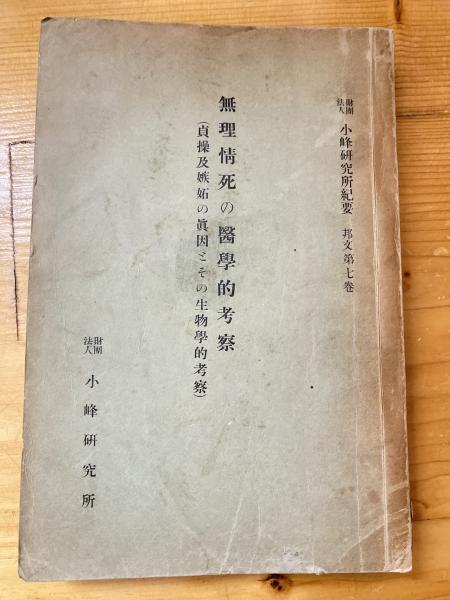 財團法人 小峰研究所紀要 邦文第七卷
無理情死の醫學的考察
(貞操及嫉妬の眞因とその生物學的考察)
財團法人 小峰硏究所